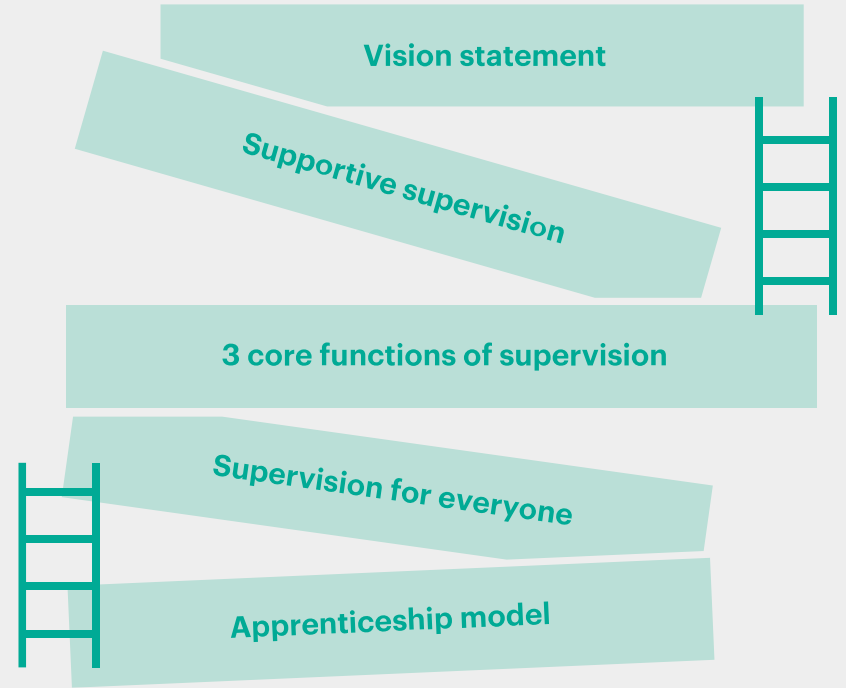 Vision statement
Supportive supervision
3 core functions of supervision
Supervision for everyone
Apprenticeship model